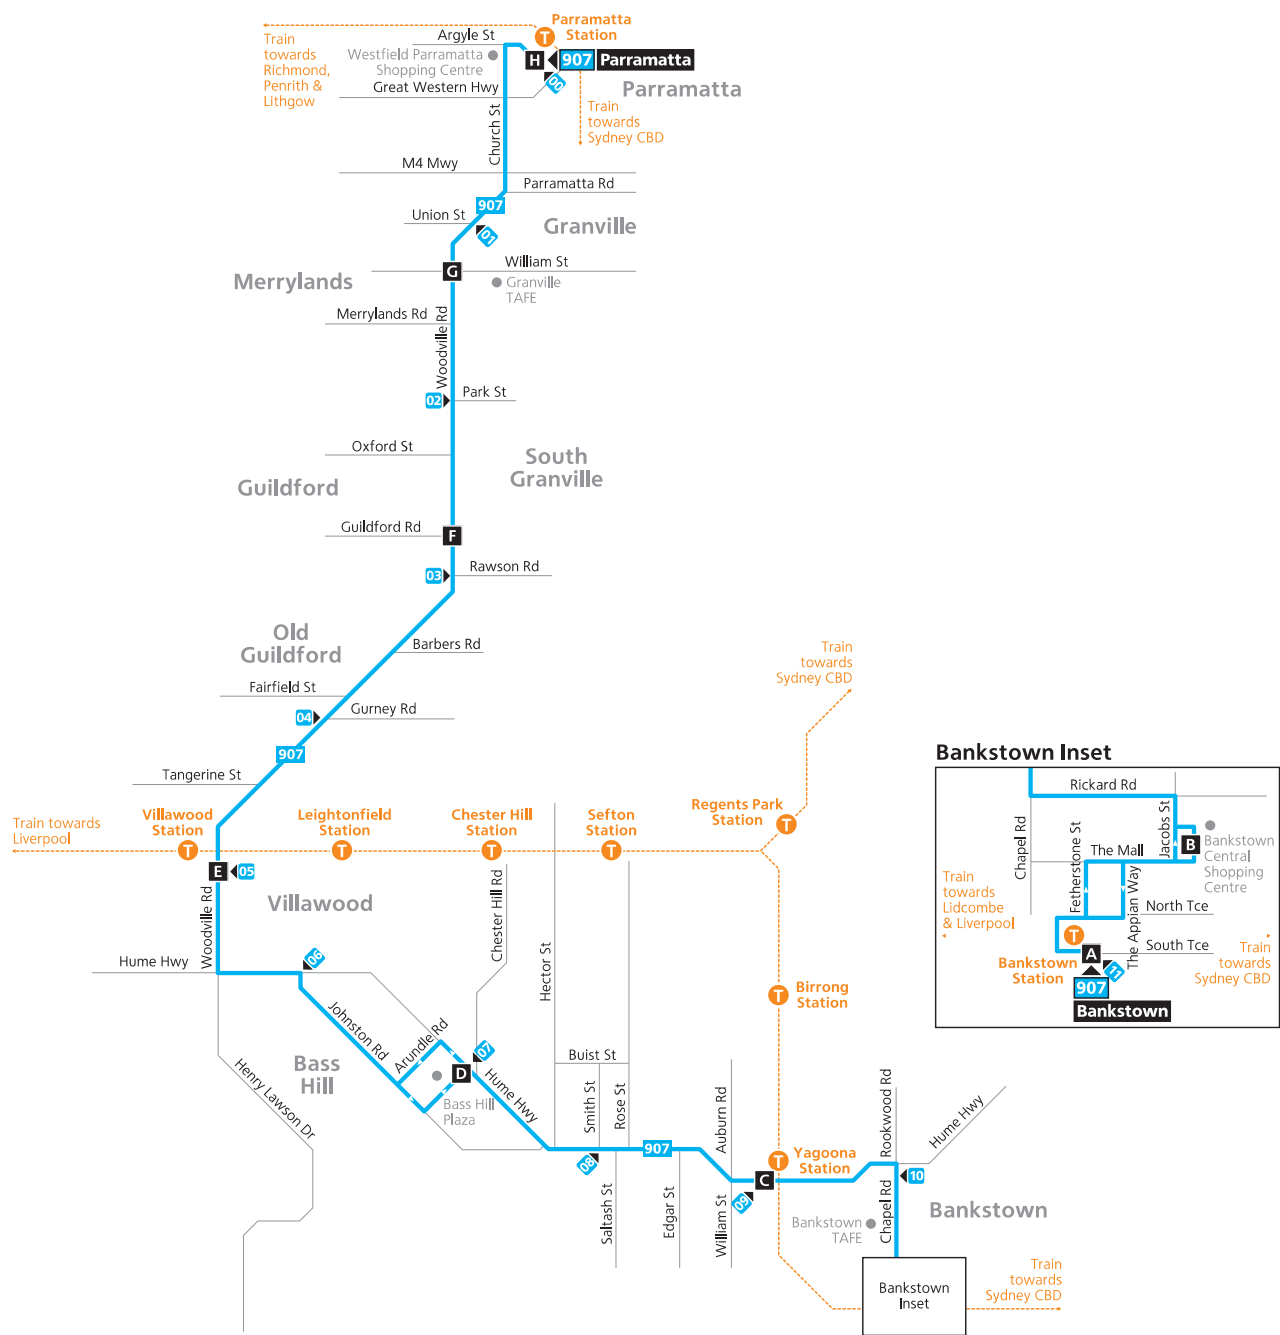 Parramatta
Station
Train
towards
Richmond,
Penrith &
Lithgow
Argyle St
T
Westfield Parramatta
Shopping Centre
H
907
Parramatta
00
Great Western Hwy
Parramatta
Train
towards
Sydney CBD
Church St
M4 Mwy
Parramatta Rd
907
Union St
01
Granville
William St
G
Merrylands
Granville
TAFE
Merrylands Rd
Woodville Rd
02
Park St
Oxford St
South
Granville
Guildford
Guildford Rd
F
03
Rawson Rd
Old
Guildford
Barbers Rd
Fairfield St
04
Gurney Rd
907
Tangerine St
Train
towards
Sydney CBD
Train towards
Liverpool
Villawood
Station
T
Leightonfield
Station
T
Chester Hill
Station
T
Sefton
Station
T
Regents Park
Station
T
E
05
Woodville Rd
Villawood
Chester Hill Rd
Hector St
Hume Hwy
06
Johnston Rd
Arundle Rd
07
D
Bass
Hill
Bass Hill
Plaza
Hume Hwy
Henry Lawson Dr
Buist St
Smith St
Rose St
08
907
Saltash St
Edgar St
Auburn Rd
William St
09
C
T
Birrong
Station
T
Yagoona
Station
Rookwood Rd
Hume Hwy
10
Chapel Rd
Bankstown
TAFE
Bankstown
Bankstown
Inset
Train
towards
Sydney CBD
Bankstown Inset
Rickard Rd
Chapel Rd
Fetherstone St
The Mall
Jacobs St
B
Bankstown
Central
Shopping
Centre
The Appian Way
Train
towards
Lidcombe
& Liverpool
North Tce
T
South Tce
A
11
Bankstown
Station
Train
towards
Sydney CBD
907
Bankstown